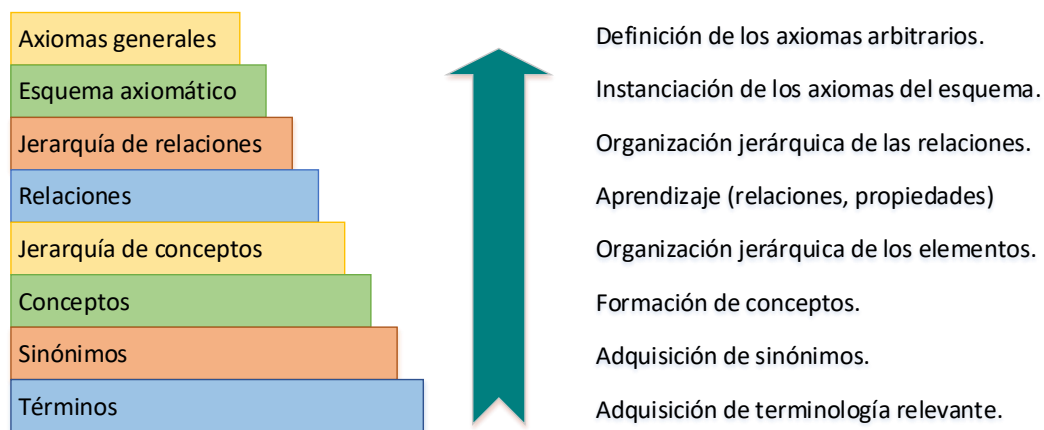 Axiomas generales
Definición de los axiomas arbitrarios.
Esquema axiomático
Instanciación de los axiomas del esquema.
Jerarquía de relaciones
Organización jerárquica de las relaciones.
Relaciones
Aprendizaje (relaciones, propiedades)
Jerarquía de conceptos
Organización jerárquica de los elementos.
Conceptos
Formación de conceptos.
Sinónimos
Adquisición de sinónimos.
Términos
Adquisición de terminología relevante.